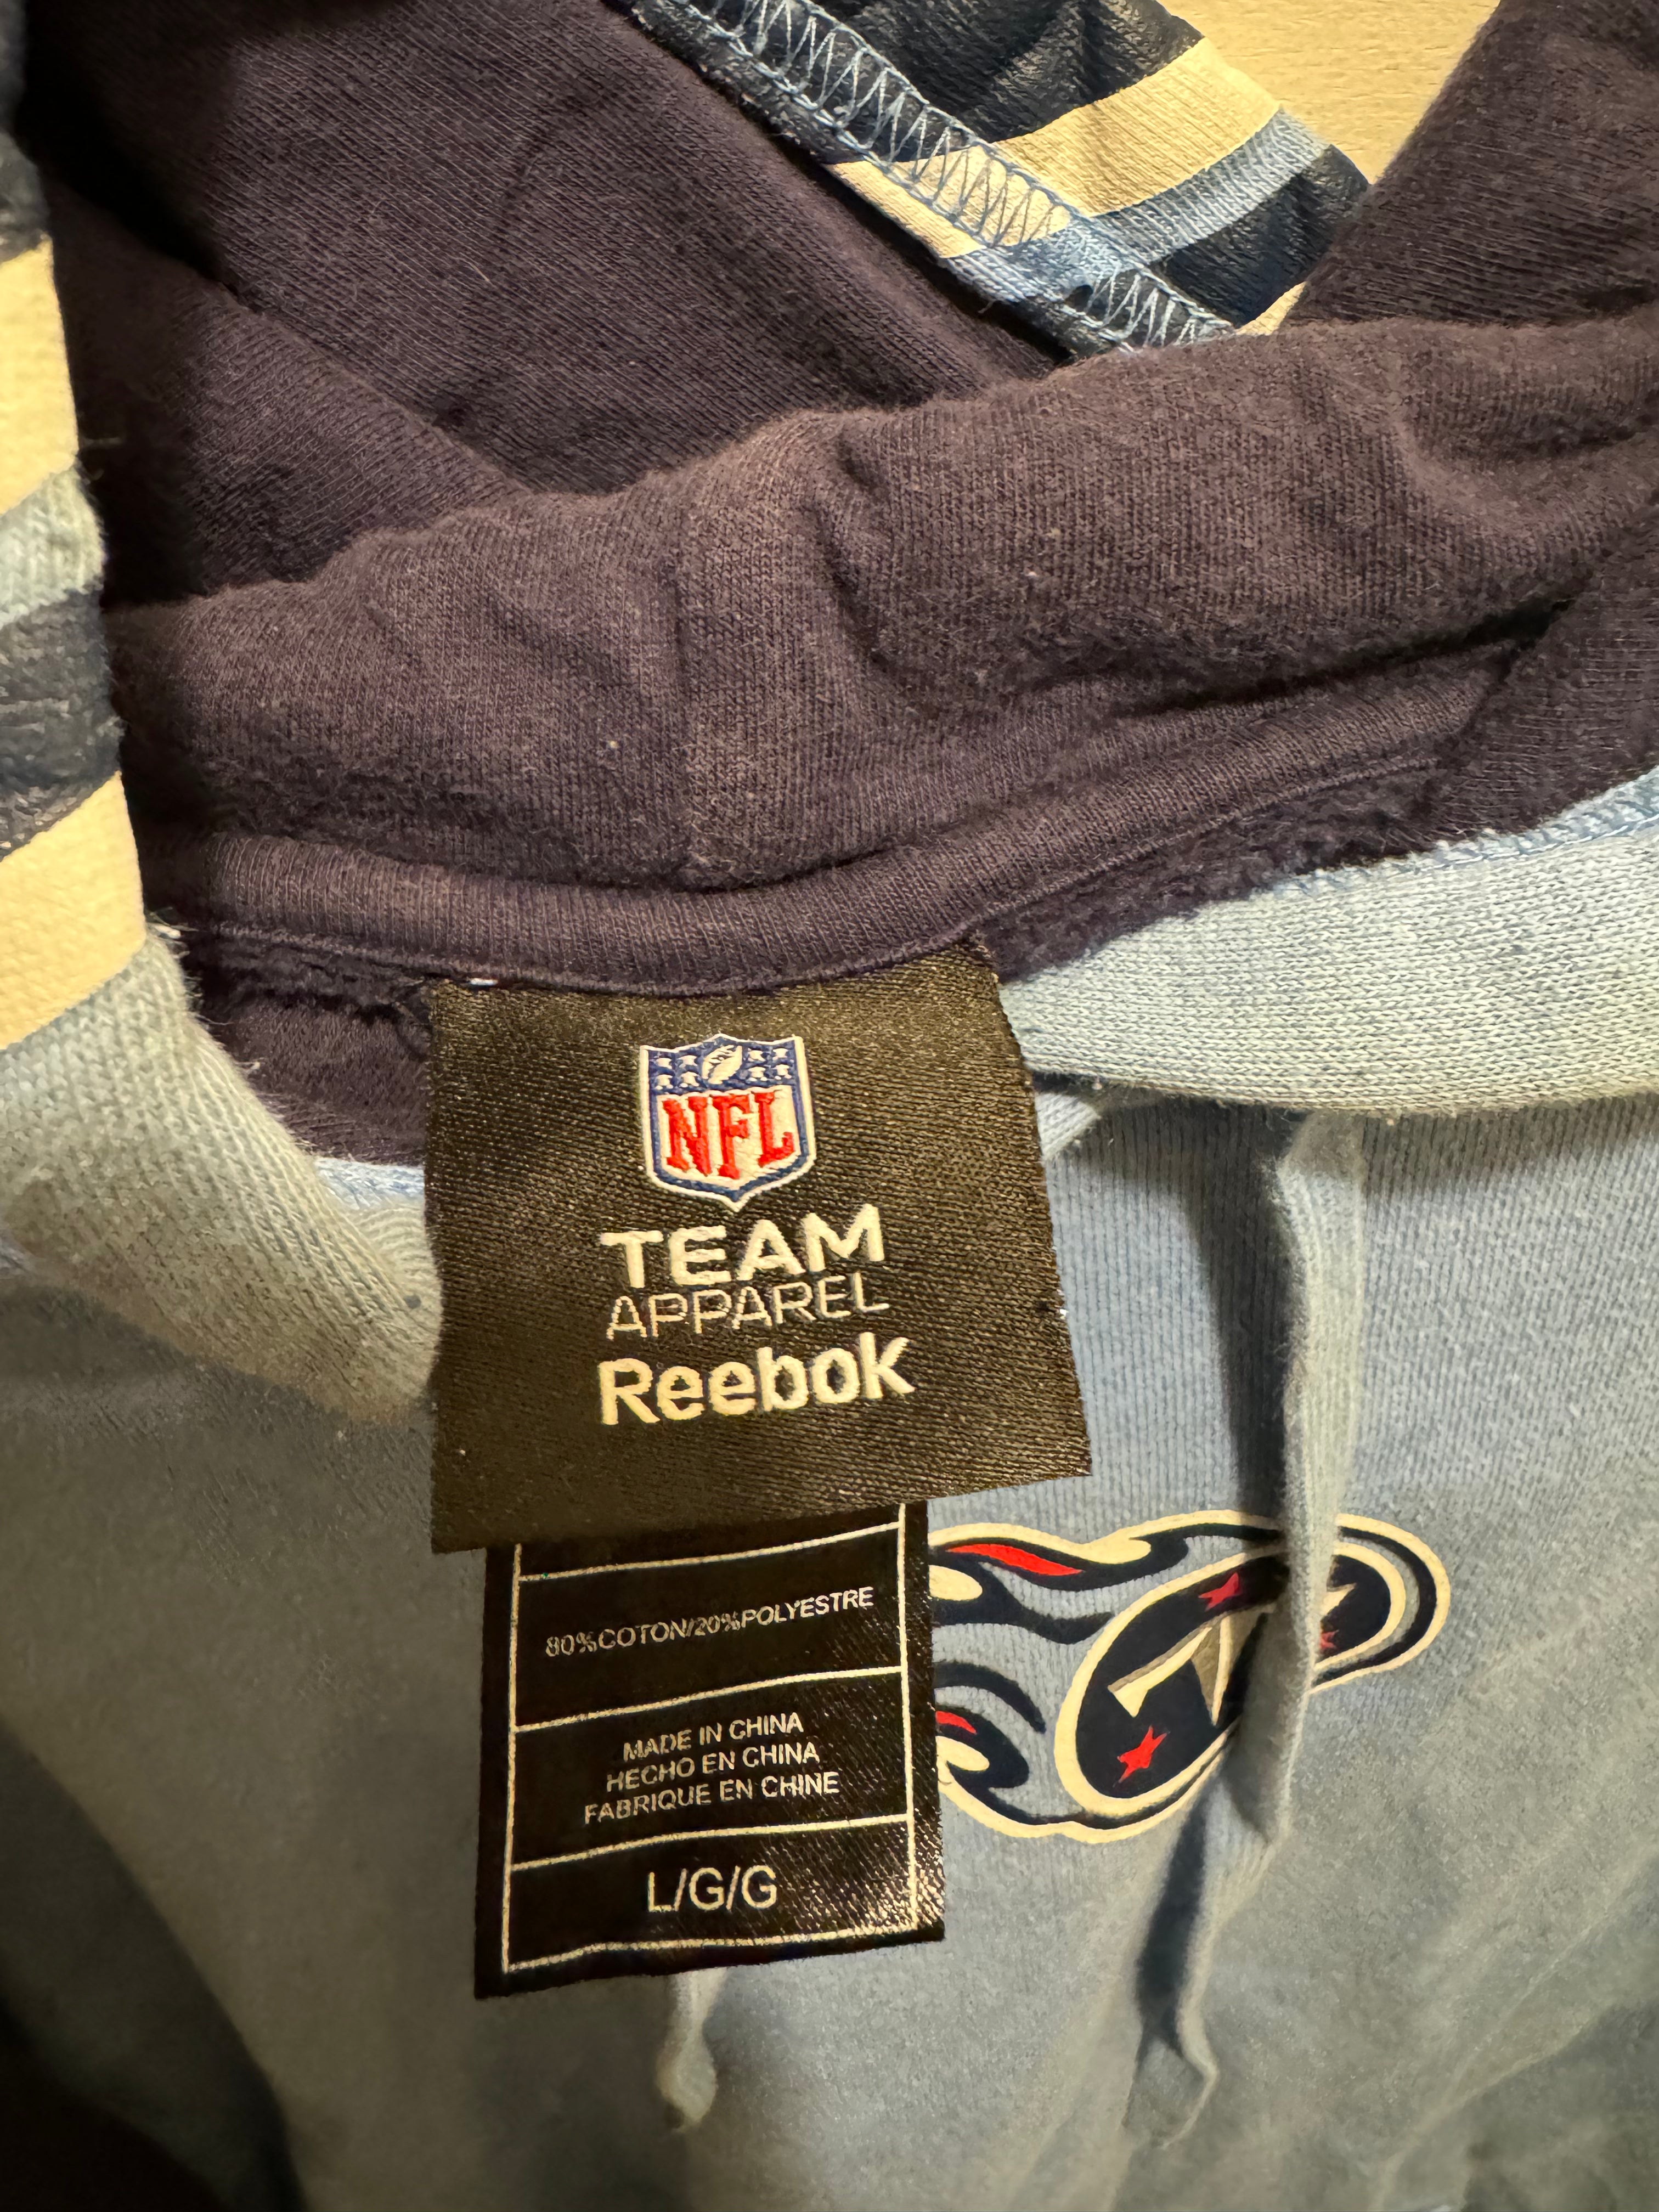 NFL
TEAM
APPAREL
Reebok
80%COTON/20%POLYESTRE
MADE IN CHINA
HECHO EN CHINA
FABRIQUE EN CHINE
L/G/G
T